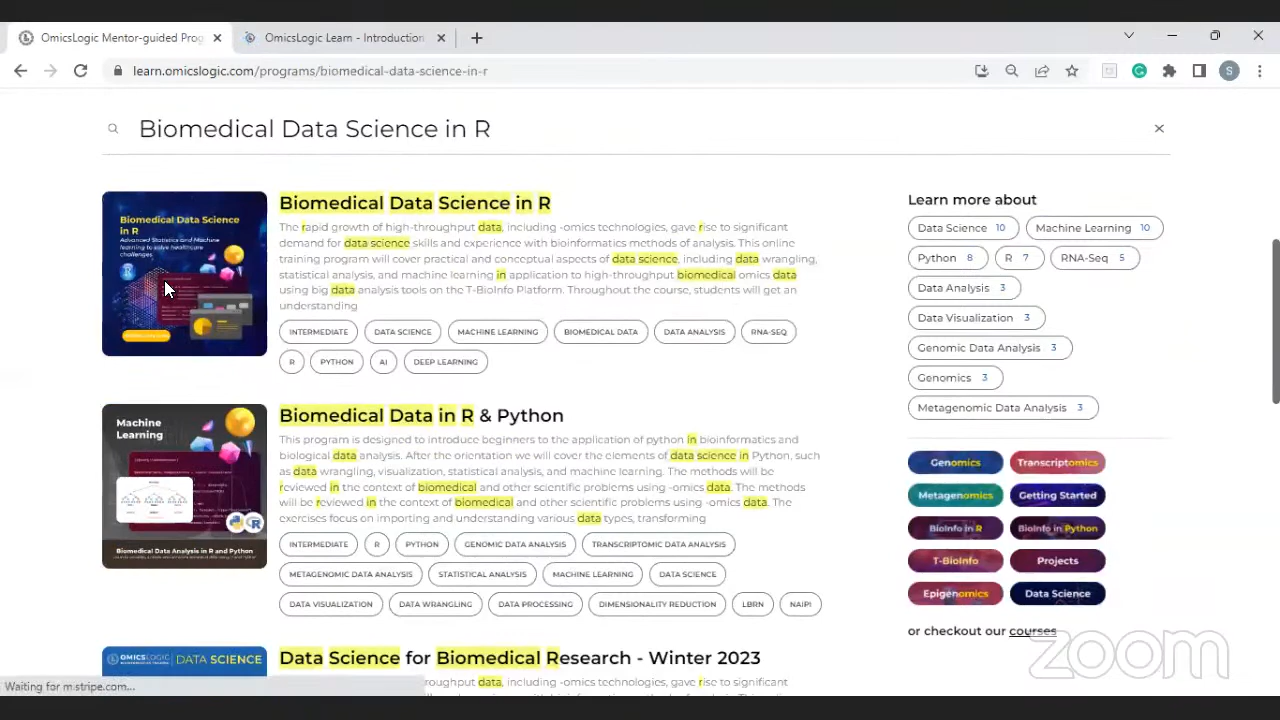 OmicsLogic Mentor-guided Prog
OmicsLogic Learn - Introduction
learn.omicslogic.com/programs/biomedical-data-science-in-r
S
Biomedical Data Science in R
Biomedical Data Science
in R
Advanced Statistics and Machine
learning to solve healthcare
challenges
Biomedical Data Science in R
The rapid growth of high-throughput data, including -omics technologies, gave rise to significant
demand for data science skills and experience with bioinformatics methods of analysis. This online
training program will cover practical and conceptual aspects of data science, including data wrangling,
statistical analysis, and machine learning in application to high-throughput biomedical omics data
using big data analysis tools on the T-BioInfo Platform. Throughout the course, students will get an
understanding
INTERMEDIATE
DATA SCIENCE
MACHINE LEARNING
BIOMEDICAL DATA
DATA ANALYSIS
RNA-SEQ
R
PYTHON
AI
DEEP LEARNING
Machine
Learning
Biomedical Data Analysis in R and Python
Biomedical Data in R & Python
This program is designed to introduce beginners to the application of python in bioinformatics and
biological data analysis. After the orientation we will cover the elements of data science in Python, such
as data wrangling, visualization, statistical analysis, and machine learning. The methods will be
reviewed in the context of biomedical and other scientific problems using -omics data. The methods
will be reviewed in the context of biomedical and other scientific problems using -omics data. The
exercises focus on importing and understanding various data types, transforming
INTERMEDIATE
R
PYTHON
GENOMIC DATA ANALYSIS
TRANSCRIPTOMIC DATA ANALYSIS
METAGENOMIC DATA ANALYSIS
STATISTICAL ANALYSIS
MACHINE LEARNING
DATA SCIENCE
DATA VISUALIZATION
DATA WRANGLING
DATA PROCESSING
DIMENSIONALITY REDUCTION
LBRN
NAIPI
OMICSLOGIC
DATA SCIENCE
Data Science for Biomedical Research - Winter 2023
roughput data, including -omics technologies, gave rise to significant
Waiting for m.stripe.com...
Learn more about
Data Science 10
Machine Learning 10
Python 8
R 7
RNA-Seq 5
Data Analysis 3
Data Visualization 3
Genomic Data Analysis 3
Genomics 3
Metagenomic Data Analysis 3
Genomics
Transcriptomics
Metagenomics
Getting Started
BioInfo in R
BioInfo in Python
T-BioInfo
Projects
Epigenomics
Data Science
or checkout our courses
zoom